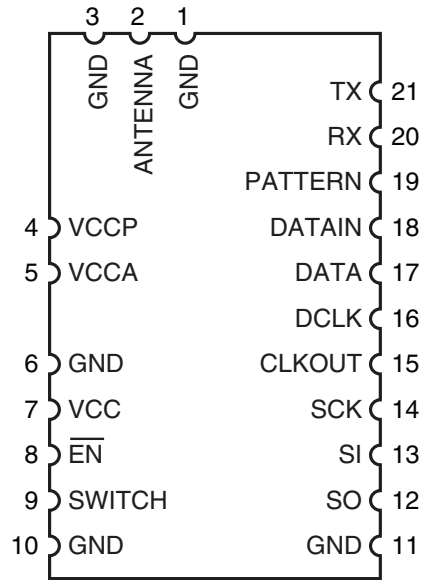 3 2 1
GND ANTENNA GND
TX 21
RX 20
PATTERN 19
4 VCCP DATAIN 18
5 VCCA DATA 17
DCLK 16
6 GND CLKOUT 15
7 VCC SCK 14
8 E̅N̅ SI 13
9 SWITCH SO 12
10 GND GND 11